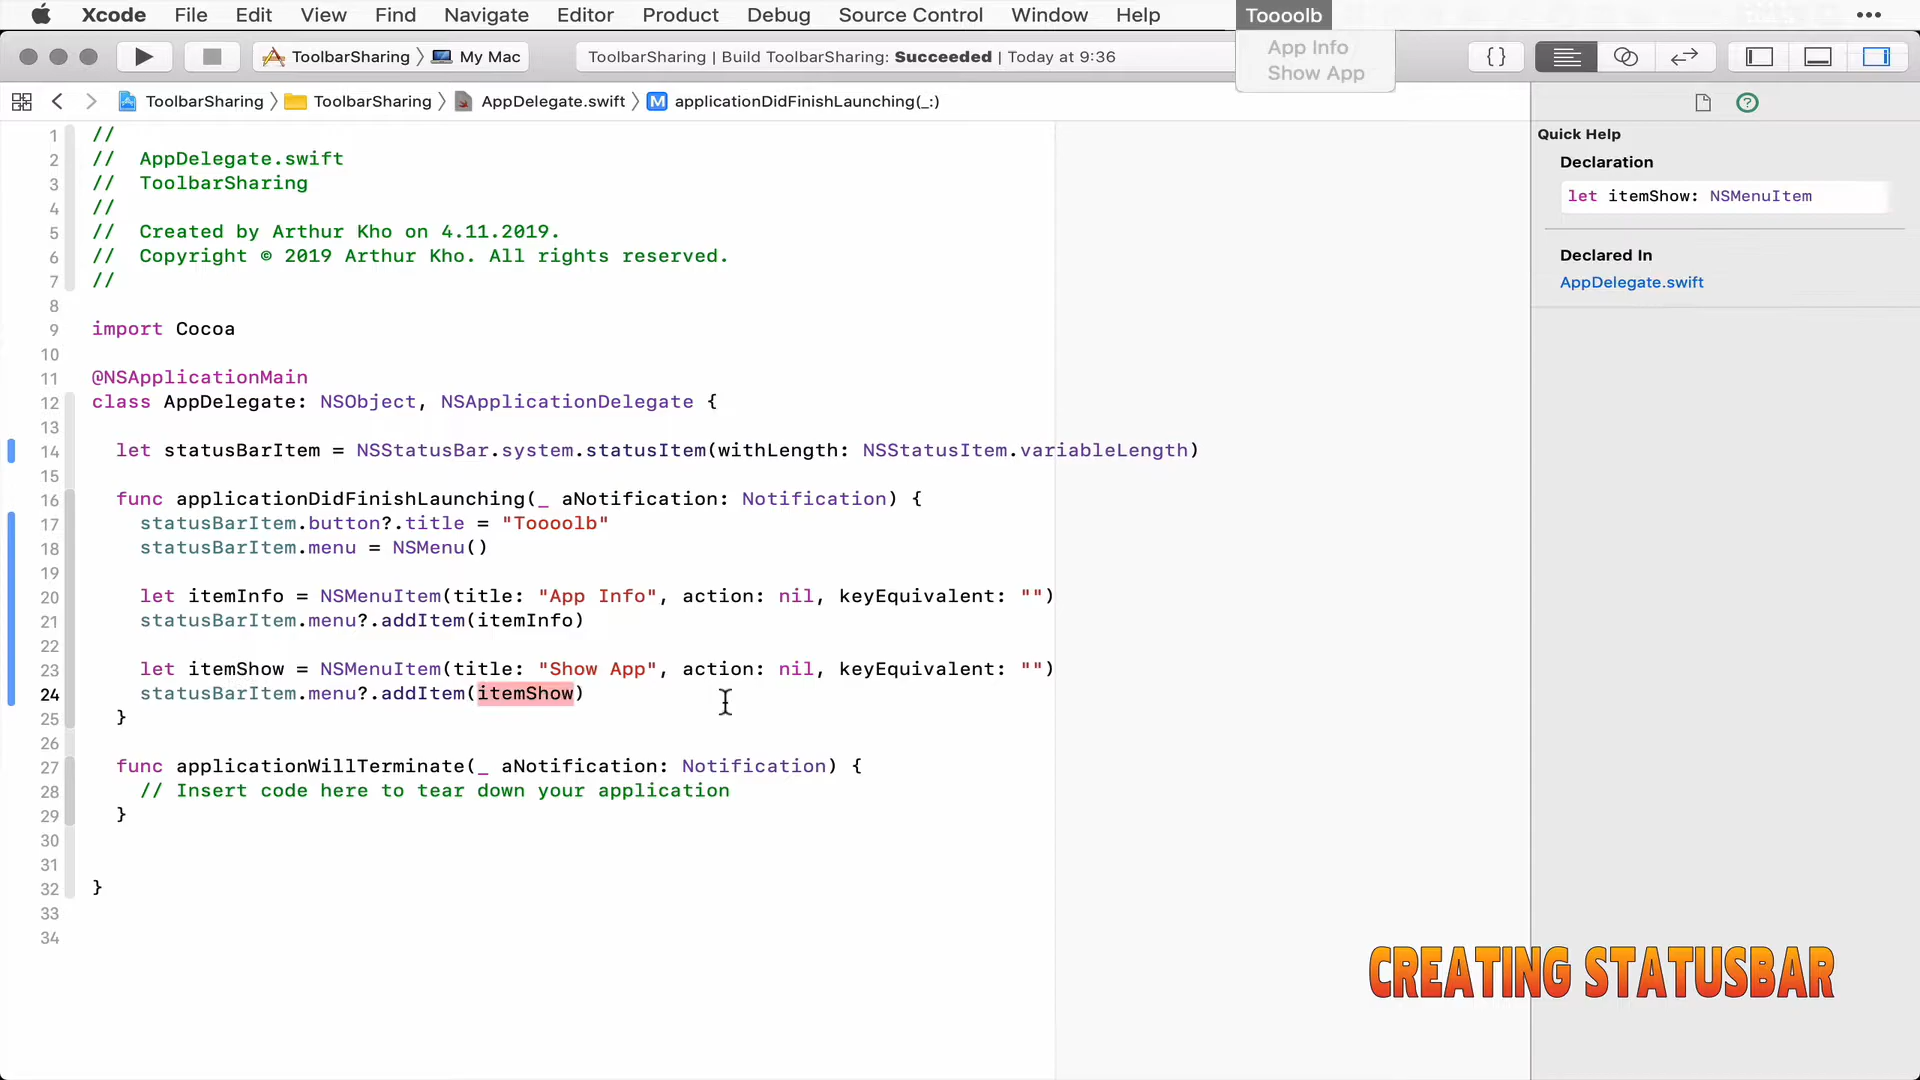 Xcode File Edit View Find Navigate Editor Product Debug Source Control Window Help Toooolb •••
App Info
Show App
ToolbarSharing 〉 My Mac ToolbarSharing | Build ToolbarSharing: Succeeded | Today at 9:36 { }
ToolbarSharing 〉 ToolbarSharing 〉 AppDelegate.swift 〉 M applicationDidFinishLaunching(_:) ?
1 //
2 // AppDelegate.swift
3 // ToolbarSharing
4 //
5 // Created by Arthur Kho on 4.11.2019.
6 // Copyright © 2019 Arthur Kho. All rights reserved.
7 //
8
9 import Cocoa
10
11 @NSApplicationMain
12 class AppDelegate: NSObject, NSApplicationDelegate {
13
14 let statusBarItem = NSStatusBar.system.statusItem(withLength: NSStatusItem.variableLength)
15
16 func applicationDidFinishLaunching(_ aNotification: Notification) {
17 statusBarItem.button?.title = "Toooolb"
18 statusBarItem.menu = NSMenu()
19
20 let itemInfo = NSMenuItem(title: "App Info", action: nil, keyEquivalent: "")
21 statusBarItem.menu?.addItem(itemInfo)
22
23 let itemShow = NSMenuItem(title: "Show App", action: nil, keyEquivalent: "")
24 statusBarItem.menu?.addItem(itemShow)
25 }
26
27 func applicationWillTerminate(_ aNotification: Notification) {
28 // Insert code here to tear down your application
29 }
30
31
32 }
33
34
Quick Help
Declaration
let itemShow: NSMenuItem
Declared In
AppDelegate.swift
CREATING STATUSBAR